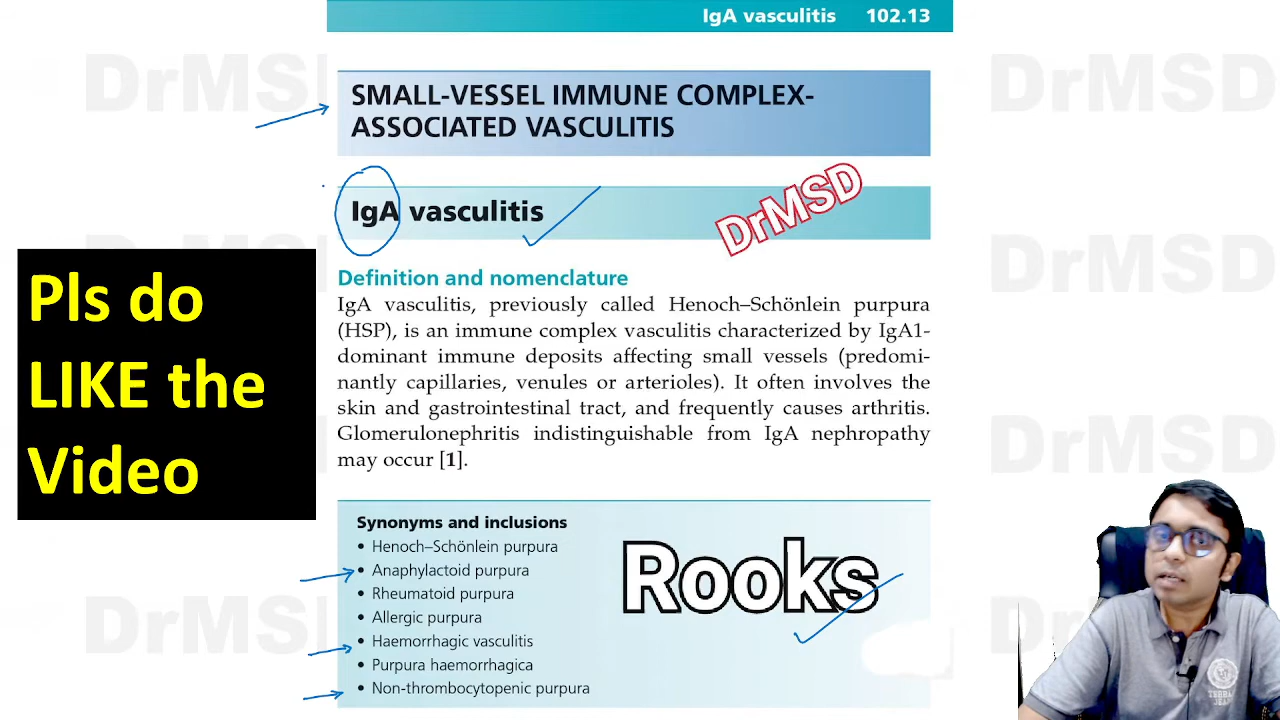 IgA vasculitis 102.13
SMALL-VESSEL IMMUNE COMPLEX-
ASSOCIATED VASCULITIS
DrMSD
IgA vasculitis
Definition and nomenclature
IgA vasculitis, previously called Henoch–Schönlein purpura
(HSP), is an immune complex vasculitis characterized by IgA1-
dominant immune deposits affecting small vessels (predomi-
nantly capillaries, venules or arterioles). It often involves the
skin and gastrointestinal tract, and frequently causes arthritis.
Glomerulonephritis indistinguishable from IgA nephropathy
may occur [1].
Pls do
LIKE the
Video
Synonyms and inclusions
• Henoch–Schönlein purpura
• Anaphylactoid purpura
• Rheumatoid purpura
• Allergic purpura
• Haemorrhagic vasculitis
• Purpura haemorrhagica
• Non-thrombocytopenic purpura
Rooks
DrMS
DrMSD
DrMSD
DrMSD
DrMS
DrMS